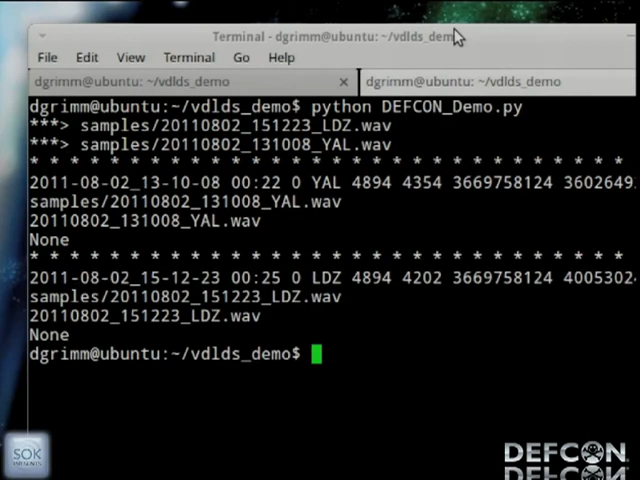 Terminal - dgrimm@ubuntu: ~/vdlds_dem
File Edit View Terminal Go Help
dgrimm@ubuntu: ~/vdlds_demo × dgrimm@ubuntu: ~/vdlds_demo
dgrimm@ubuntu:~/vdlds_demo$ python DEFCON_Demo.py
***> samples/20110802_151223_LDZ.wav
***> samples/20110802_131008_YAL.wav
* * * * * * * * * * * * * * * * * * * * * * * * *
2011-08-02_13-10-08 00:22 0 YAL 4894 4354 3669758124 3602649
samples/20110802_131008_YAL.wav
20110802_131008_YAL.wav
None
* * * * * * * * * * * * * * * * * * * * * * * * *
2011-08-02_15-12-23 00:25 0 LDZ 4894 4202 3669758124 4005302
samples/20110802_151223_LDZ.wav
20110802_151223_LDZ.wav
None
dgrimm@ubuntu:~/vdlds_demo$
SOK
DEFCON